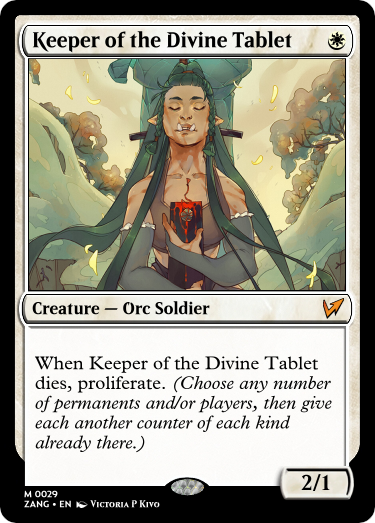 Keeper of the Divine Tablet
Creature — Orc Soldier
When Keeper of the Divine Tablet
dies, proliferate. (Choose any number
of permanents and/or players, then give
each another counter of each kind
already there.)
2/1
M 0029
ZANG • EN Victoria P Kivo